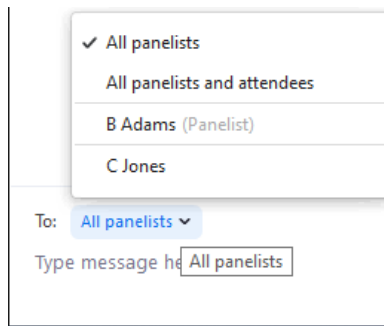 All panelists
All panelists and attendees
B Adams (Panelist)
C Jones
To: All panelists
Type message he All panelists